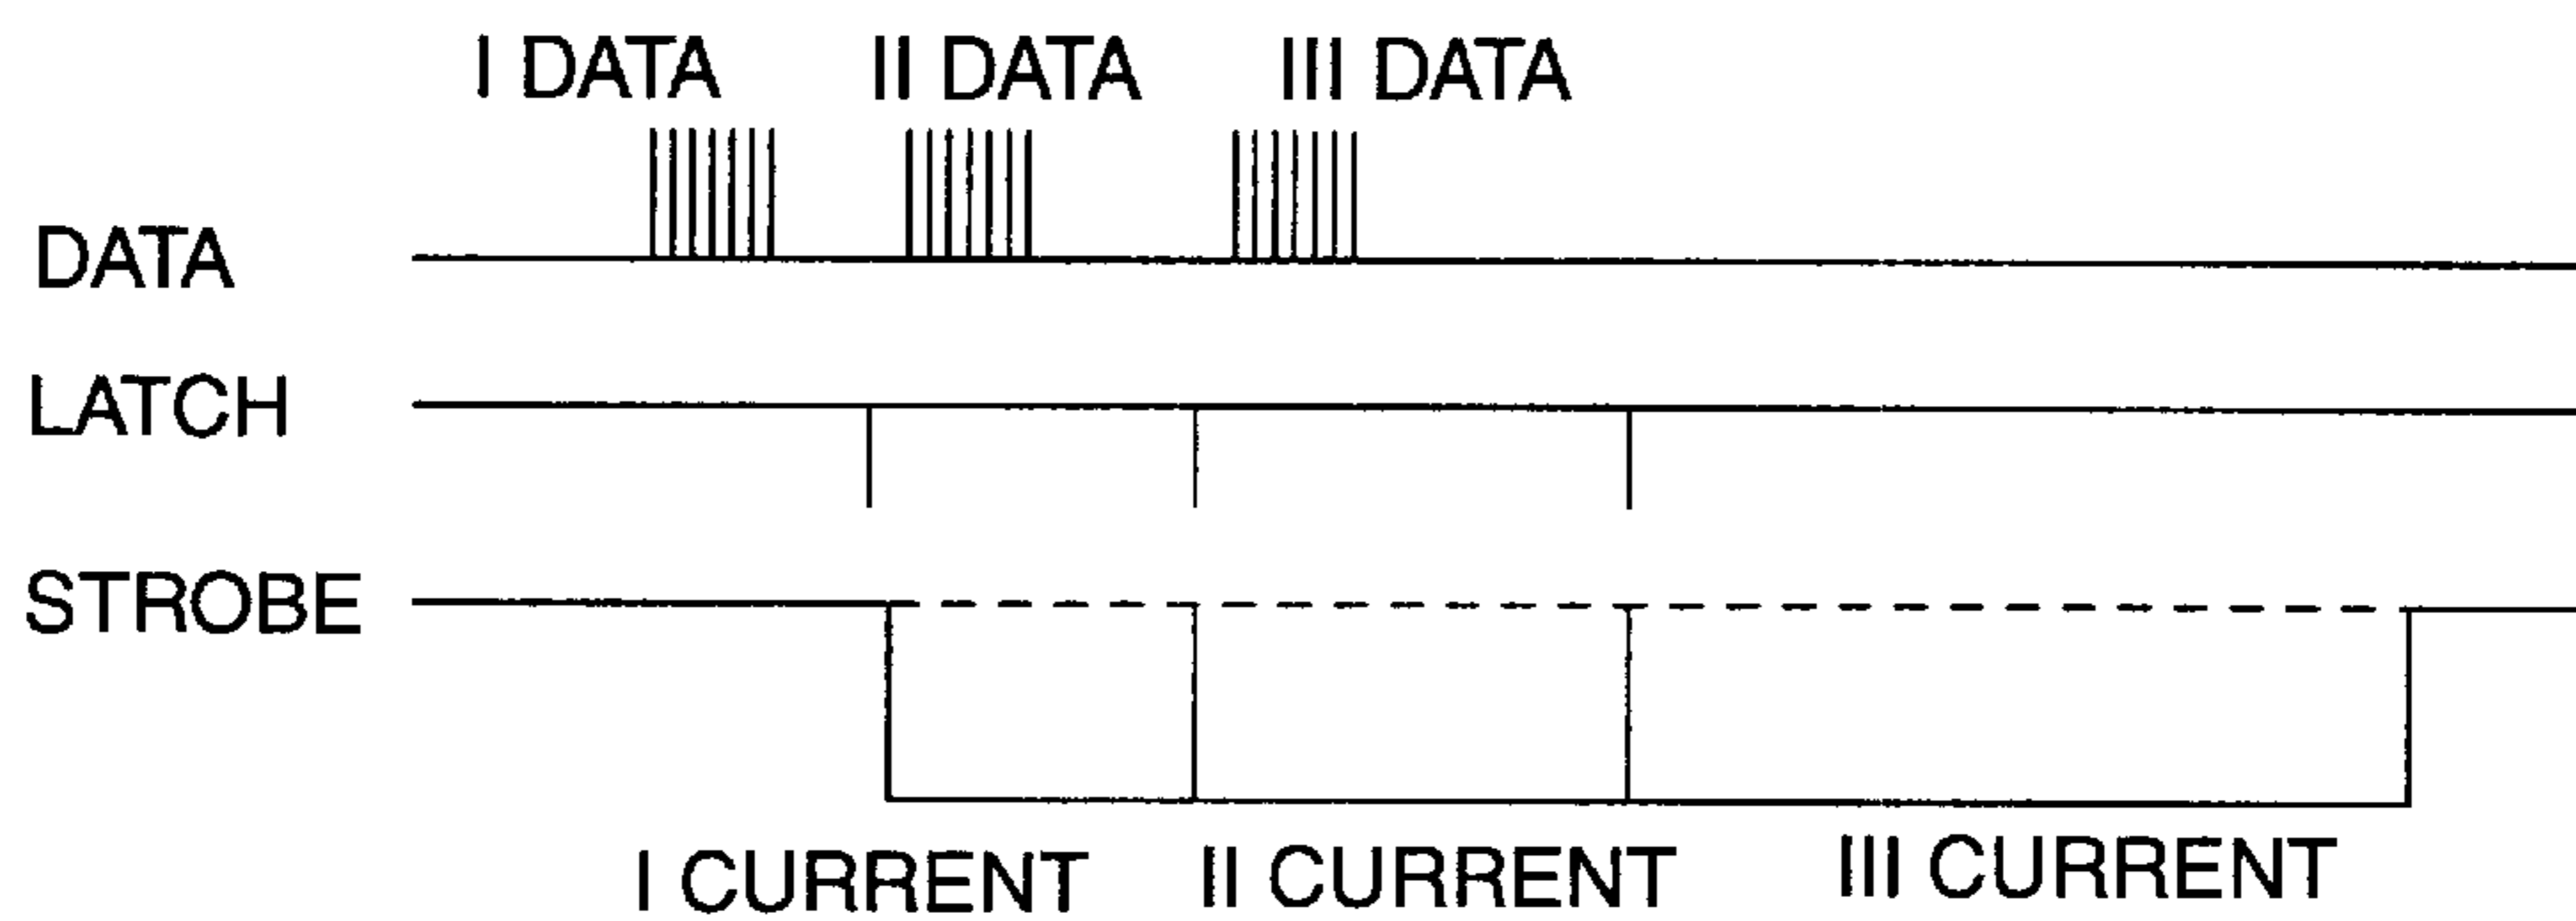 I DATA II DATA III DATA
DATA
LATCH
STROBE
I CURRENT II CURRENT III CURRENT